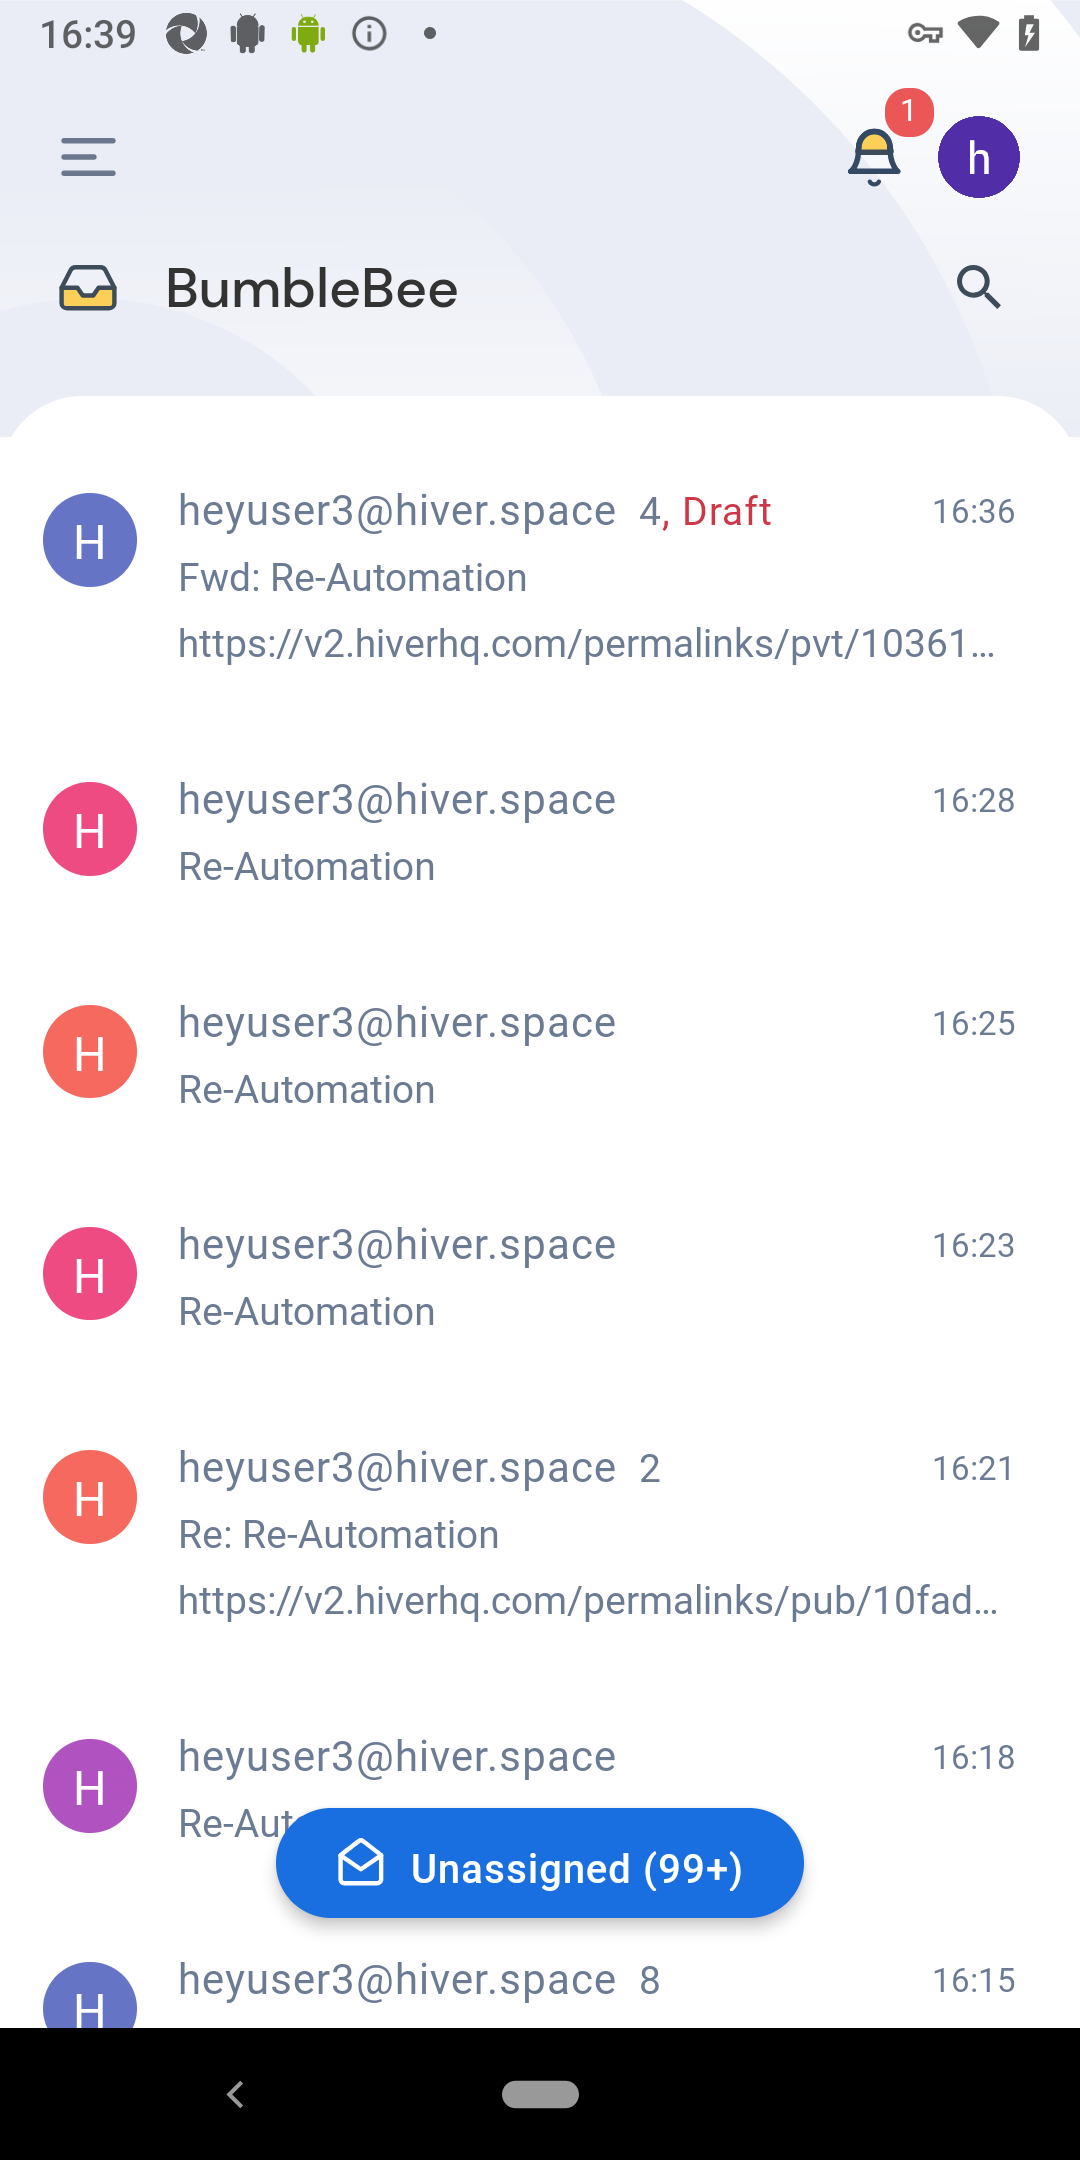 16:39
1
h
BumbleBee
H
heyuser3@hiver.space 4, Draft 16:36
Fwd: Re-Automation
https://v2.hiverhq.com/permalinks/pvt/10361...
H
heyuser3@hiver.space 16:28
Re-Automation
H
heyuser3@hiver.space 16:25
Re-Automation
H
heyuser3@hiver.space 16:23
Re-Automation
H
heyuser3@hiver.space 2 16:21
Re: Re-Automation
https://v2.hiverhq.com/permalinks/pub/10fad...
H
heyuser3@hiver.space 16:18
Re-Aut
Unassigned (99+)
H
heyuser3@hiver.space 8 16:15